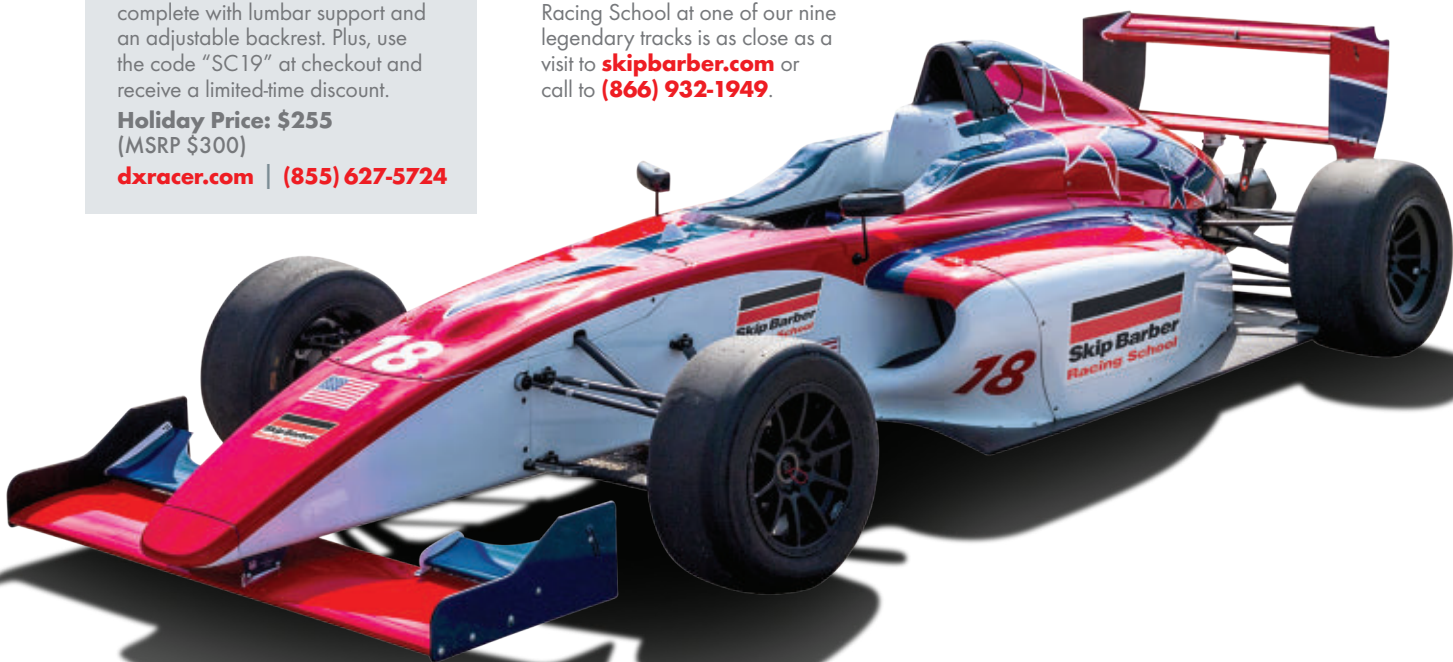 complete with lumbar support and
an adjustable backrest. Plus, use
the code “SC19” at checkout and
receive a limited-time discount.
Holiday Price: $255
(MSRP $300)
dxracer.com | (855) 627-5724
Racing School at one of our nine
legendary tracks is as close as a
visit to skipbarber.com or
call to (866) 932-1949.
18
Skip Barber
Skip Barber
School
18
Skip Barber
Racing School